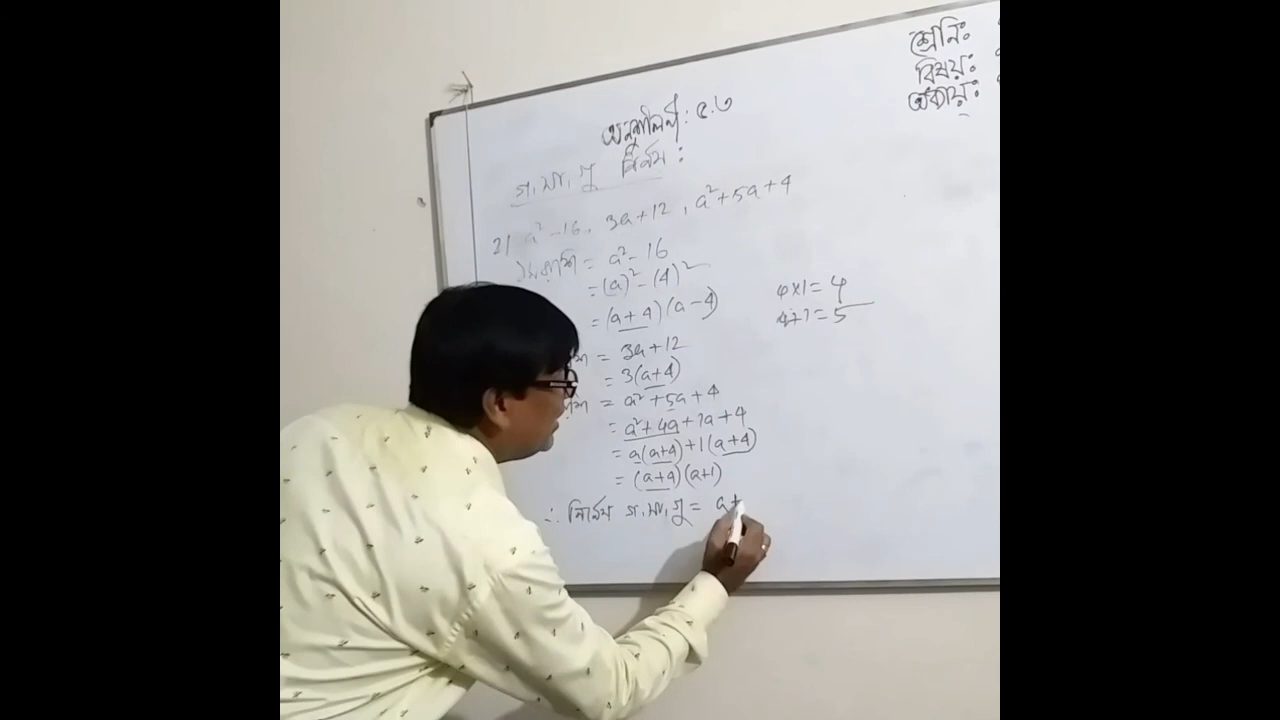 শ্রেনিঃ
বিষয়ঃ
অধ্যায়ঃ
অনুশীলনী: ৫.৩
গ, সা, গু নির্ণয় :
21 a² - 16, 3a + 12, a² + 5a + 4
১ম রাশি = a² - 16
= (a)² - (4)²
= (a + 4) (a - 4)
= 3a + 12
= 3(a+4)
= a² + 5a + 4
= a² + 4a + 1a + 4
= a(a+4) + 1(a+4)
= (a+4)(a+1)
∴ নির্ণেয় গ, সা, গু = a+
4×1 = 4
4+1 = 5